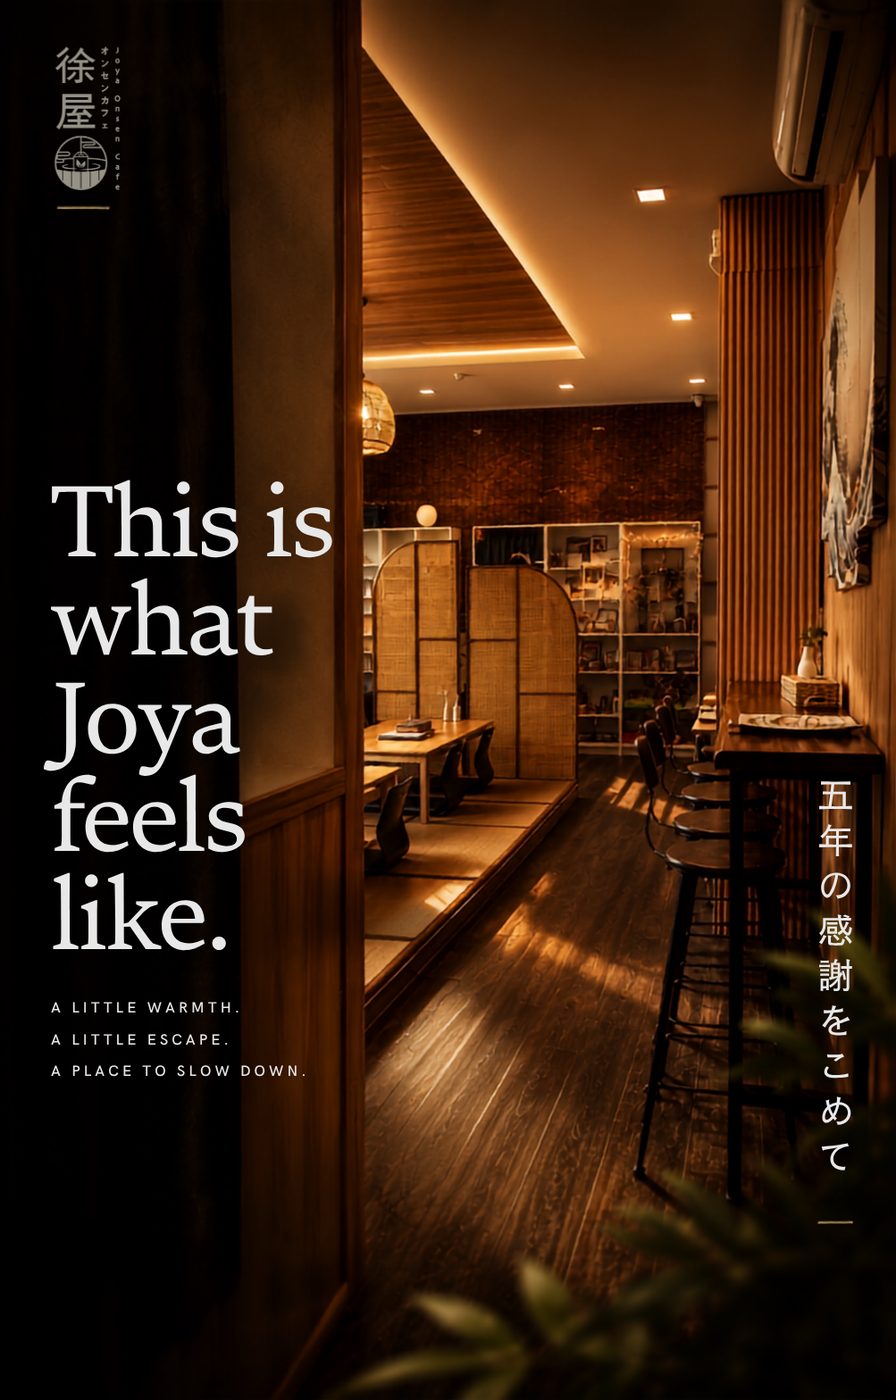 徐屋
オンセンカフェ
Joya Onsen Cafe
This is
what
Joya
feels
like.
A LITTLE WARMTH.
A LITTLE ESCAPE.
A PLACE TO SLOW DOWN.
五年の感謝をこめて